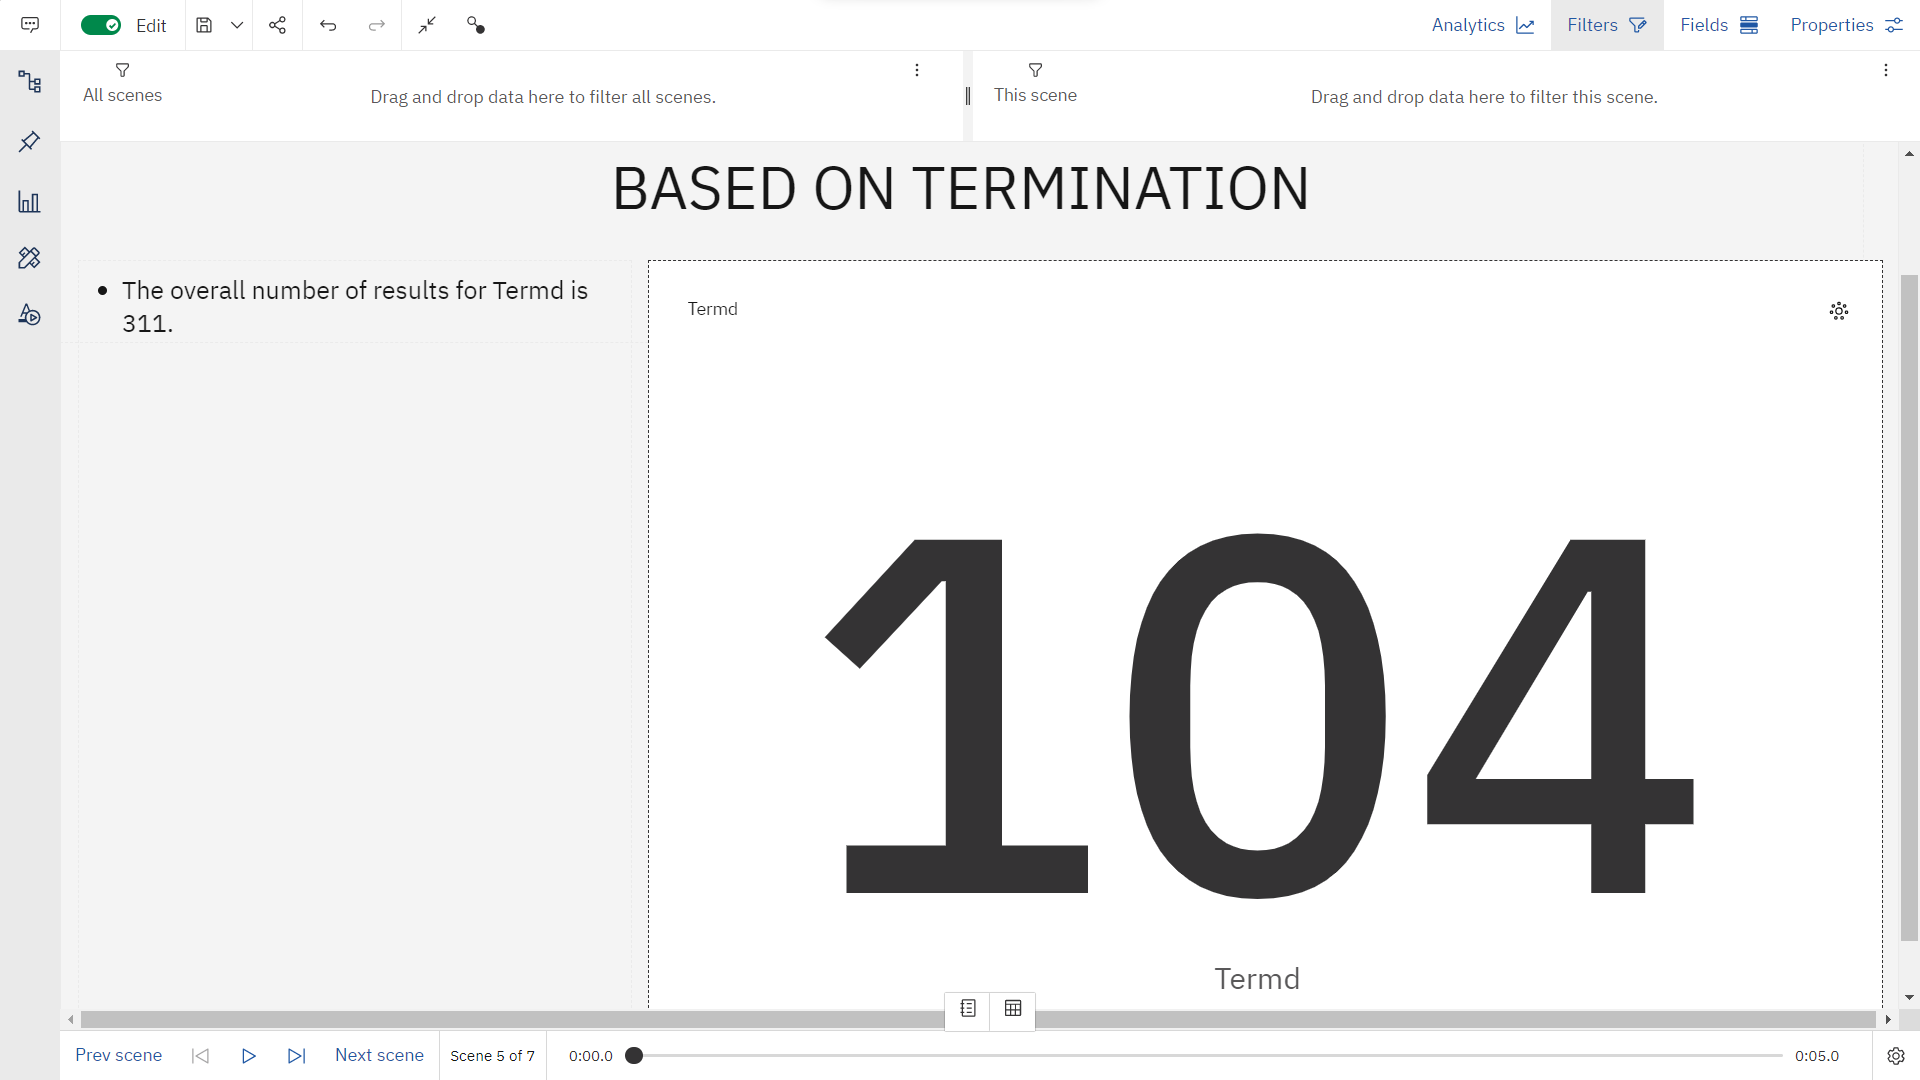 Edit
Analytics
Filters
Fields
Properties
All scenes
Drag and drop data here to filter all scenes.
This scene
Drag and drop data here to filter this scene.
BASED ON TERMINATION
• The overall number of results for Termd is
311.
Termd
104
Termd
Prev scene
Next scene
Scene 5 of 7
0:00.0
0:05.0